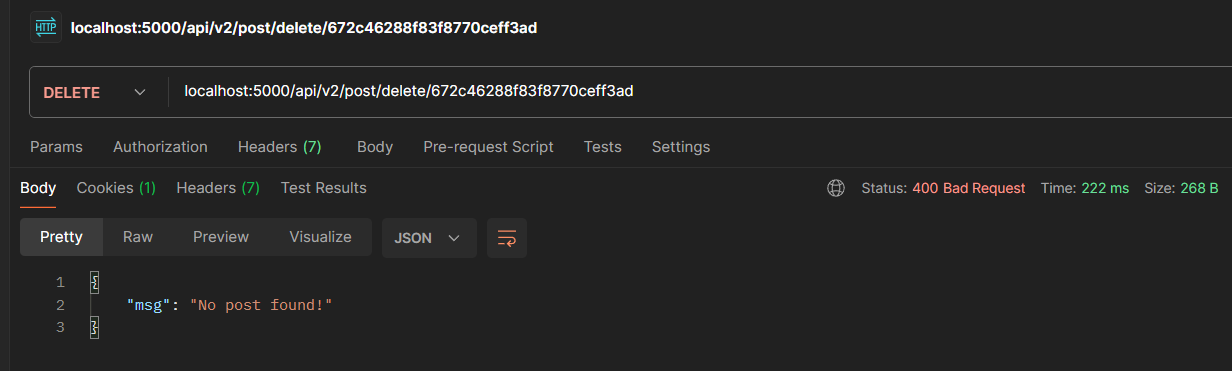 HTTP localhost:5000/api/v2/post/delete/672c46288f83f8770ceff3ad
DELETE localhost:5000/api/v2/post/delete/672c46288f83f8770ceff3ad
Params Authorization Headers (7) Body Pre-request Script Tests Settings
Body Cookies (1) Headers (7) Test Results Status: 400 Bad Request Time: 222 ms Size: 268 B
Pretty Raw Preview Visualize JSON
1 {
2 "msg": "No post found!"
3 }